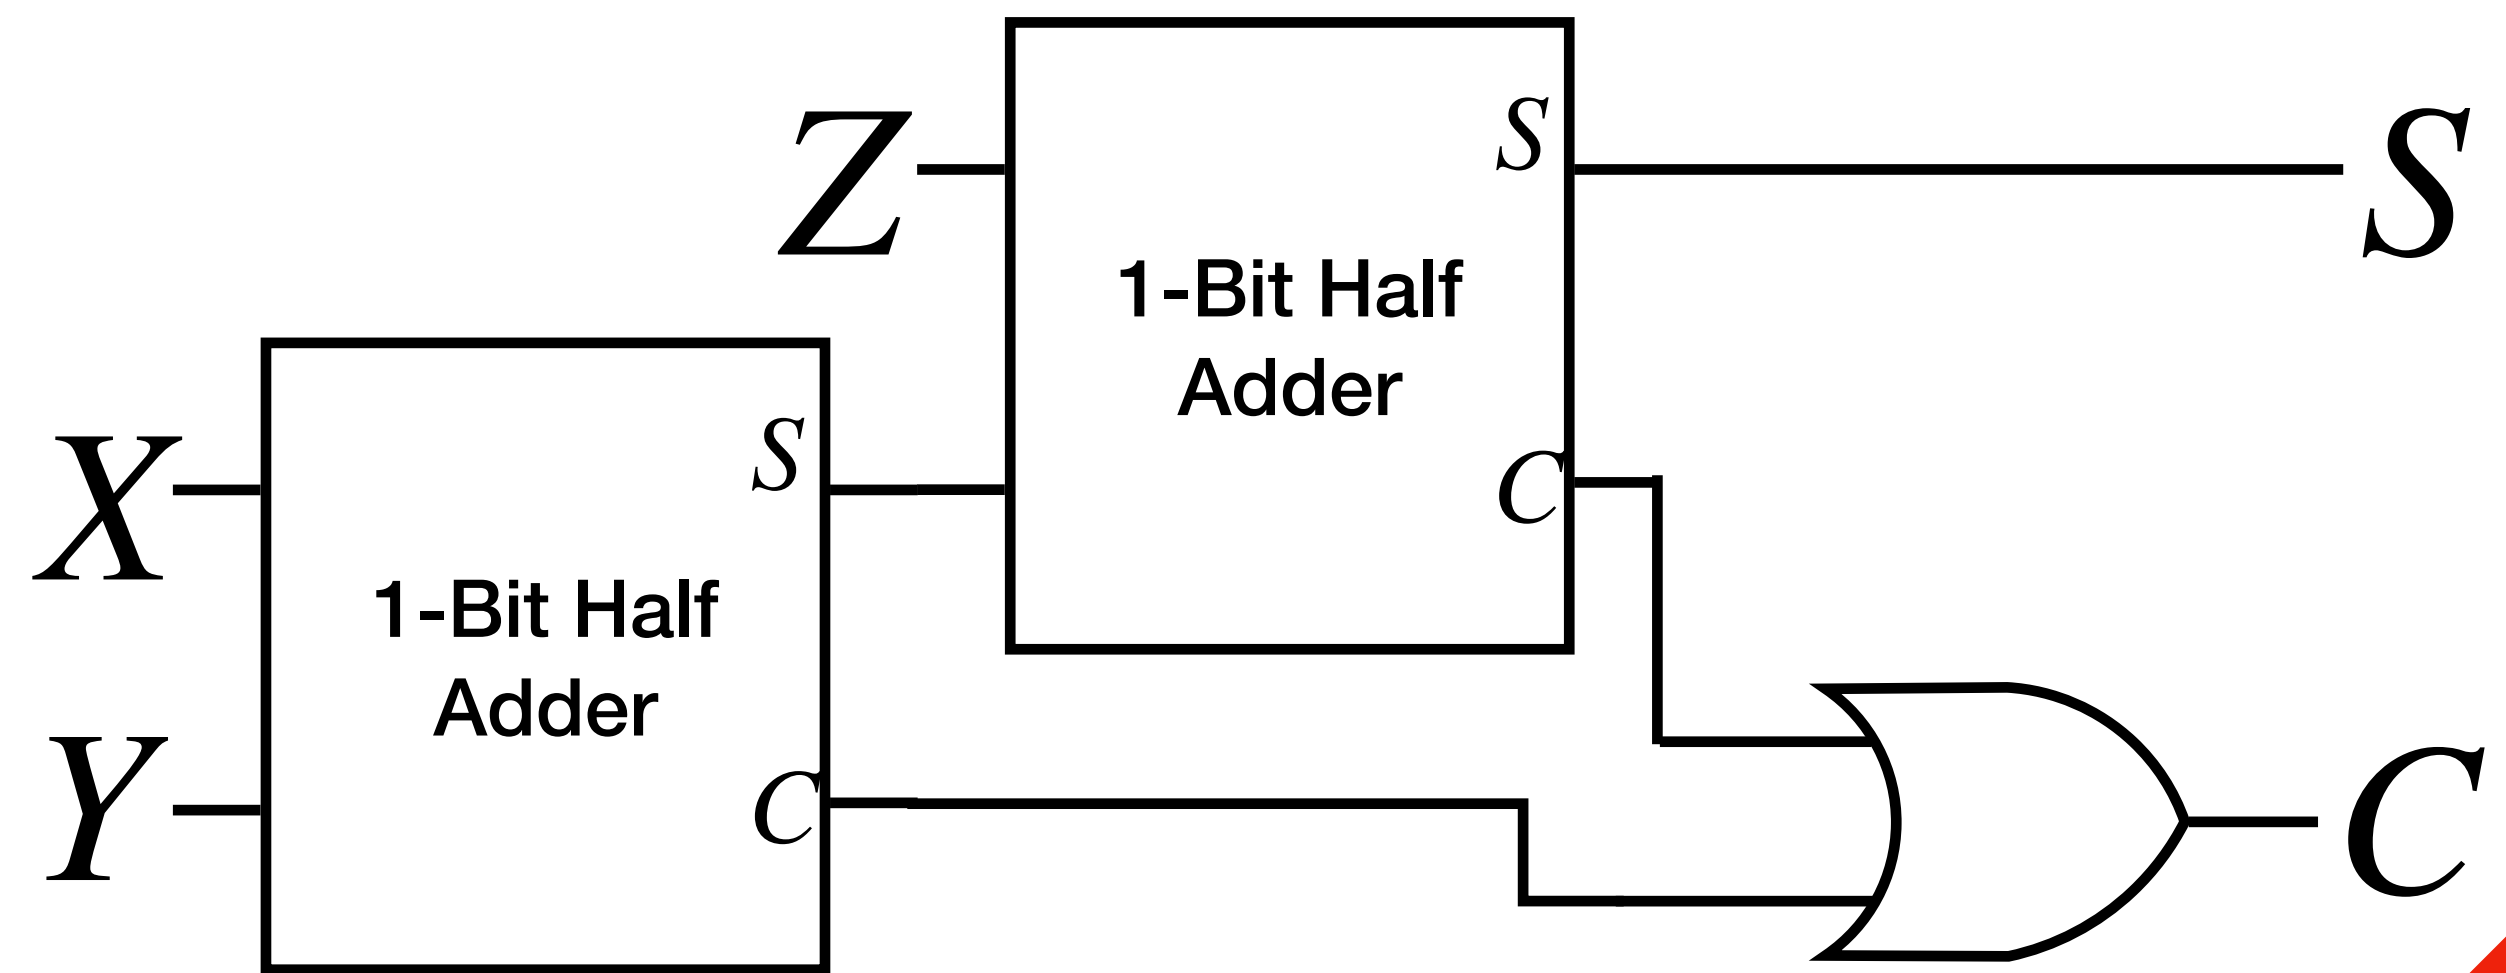 Z
S
S
1-Bit Half
Adder
C
X
S
1-Bit Half
Adder
Y
C
C